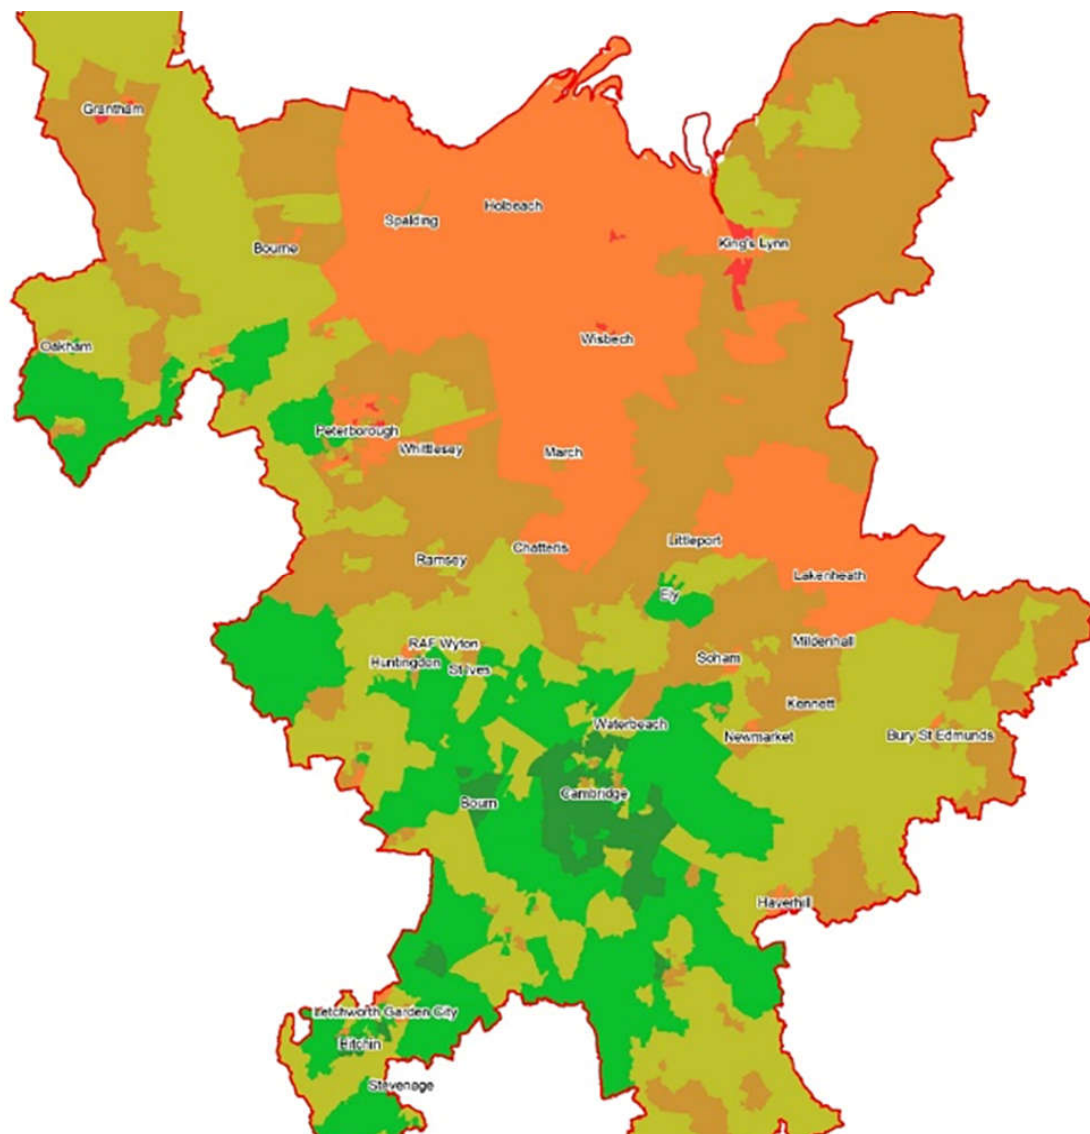 Grantham
Holbeach
Spalding
King's Lynn
Bourne
Wisbech
Oakham
Peterborough
Whittlesey
March
Littleport
Chatteris
Ramsey
Lakenheath
Ely
Mildenhall
RAF Wyton
Huntingdon
St Ives
Soham
Kennett
Waterbeach
Newmarket
Bury St Edmunds
Cambridge
Bourn
Haverhill
Letchworth Garden City
Hitchin
Stevenage